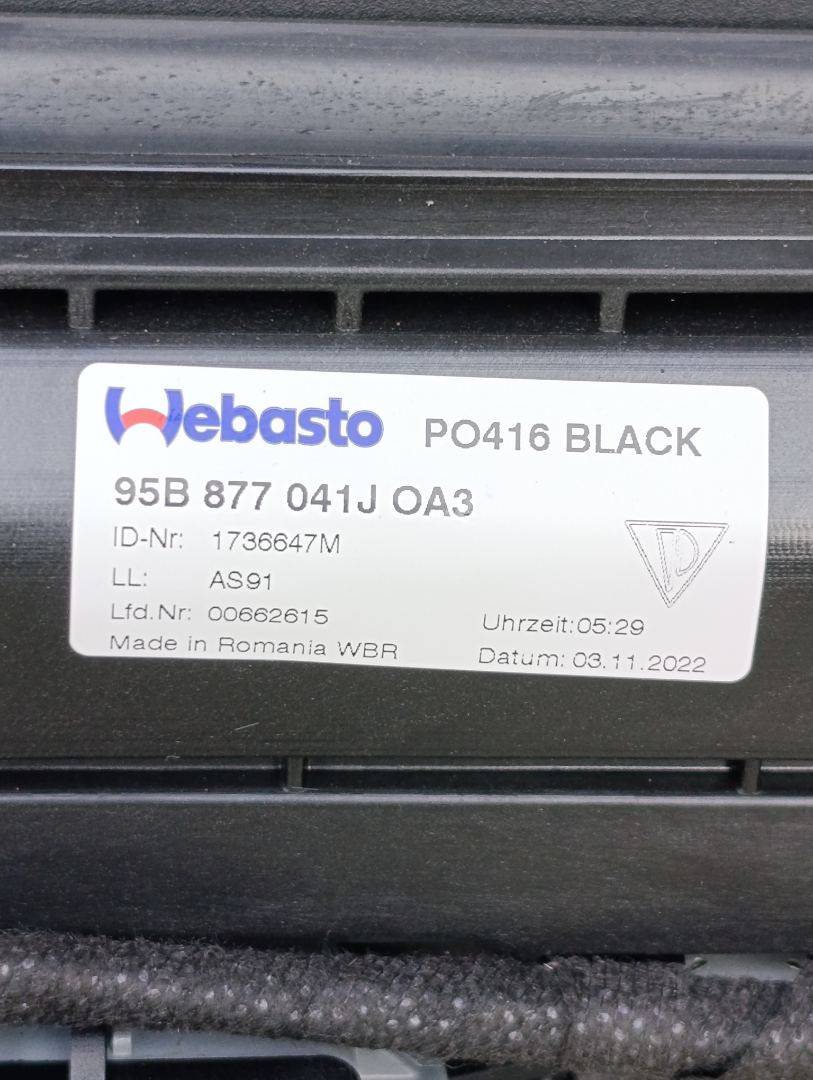 Webasto PO416 BLACK
95B 877 041J OA3
ID-Nr: 1736647M
LL: AS91
Lfd.Nr: 00662615 Uhrzeit:05:29
Made in Romania WBR Datum: 03.11.2022